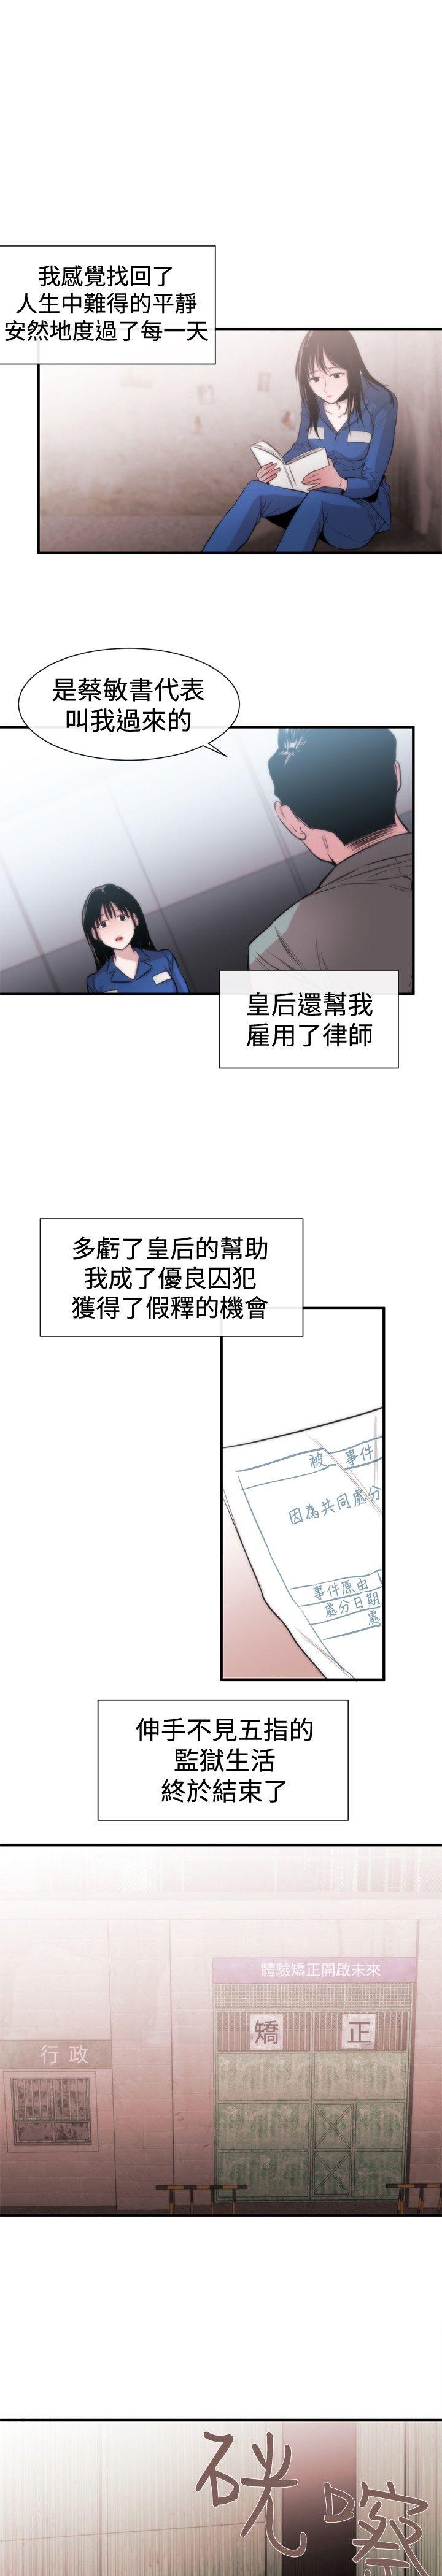 我感覺找回了
人生中難得的平靜
安然地度過了每一天
是蔡敏書代表
叫我過來的
皇后還幫我
雇用了律師
多虧了皇后的幫助
我成了優良囚犯
獲得了假釋的機會
被 事件
因為共同處分
事件原由
處分日期
處
伸手不見五指的
監獄生活
終於結束了
體驗矯正開啟未來
矯 正
行政
硄嚓